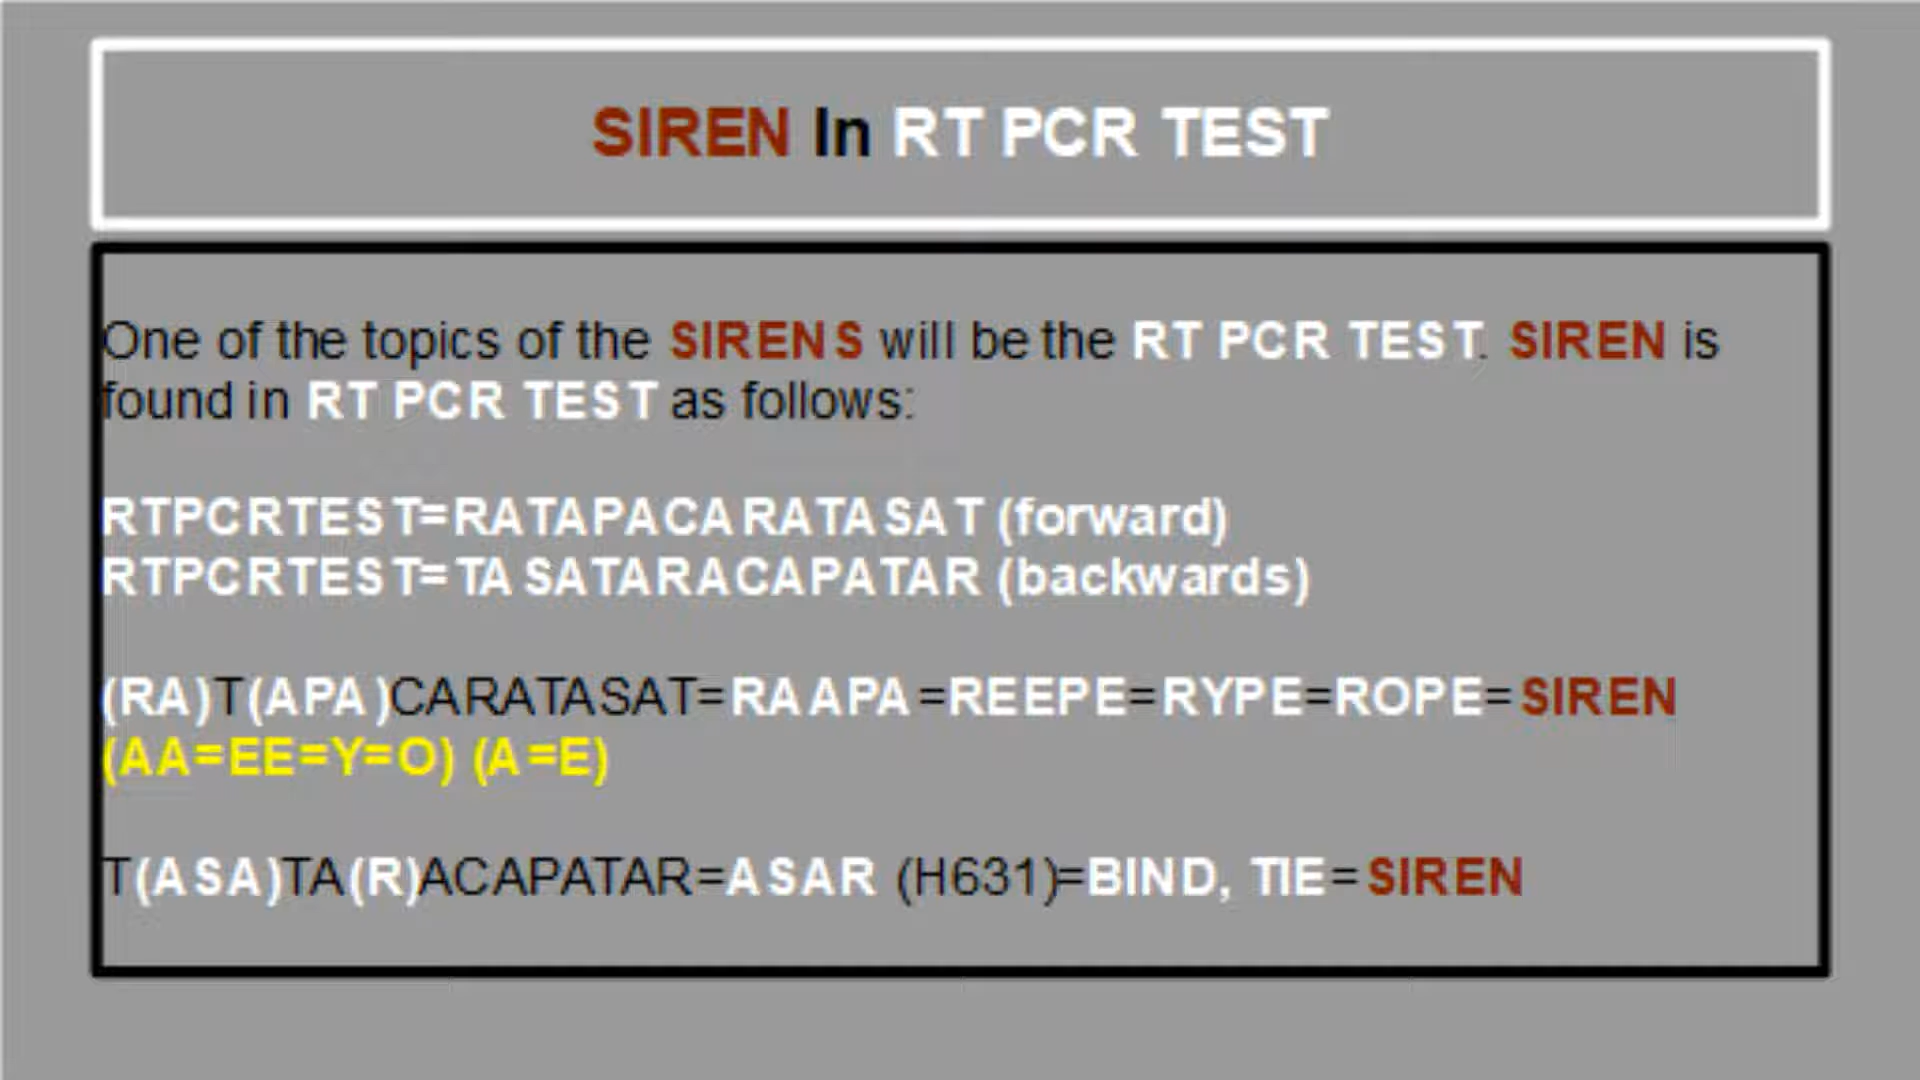 SIREN In RT PCR TEST
One of the topics of the SIRENS will be the RT PCR TEST. SIREN is
found in RT PCR TEST as follows:
RTPCRTEST=RATAPACARATASAT (forward)
RTPCRTEST=TASATARACAPATAR (backwards)
(RA)T(APA)CARATASAT=RAAPA=REEPE=RYPE=ROPE=SIREN
(AA=EE=Y=O) (A=E)
T(ASA)TA(R)ACAPATAR=ASAR (H631)=BIND, TIE=SIREN